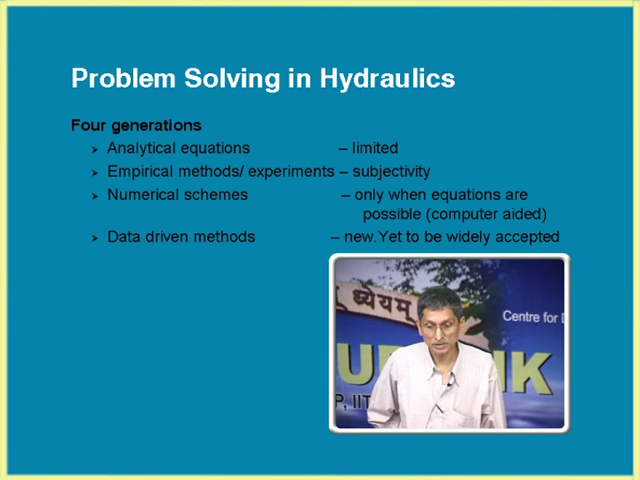 Problem Solving in Hydraulics
Four generations
➢ Analytical equations – limited
➢ Empirical methods/ experiments – subjectivity
➢ Numerical schemes – only when equations are
possible (computer aided)
➢ Data driven methods – new.Yet to be widely accepted
ध्येयम्
Centre for
P, IIT